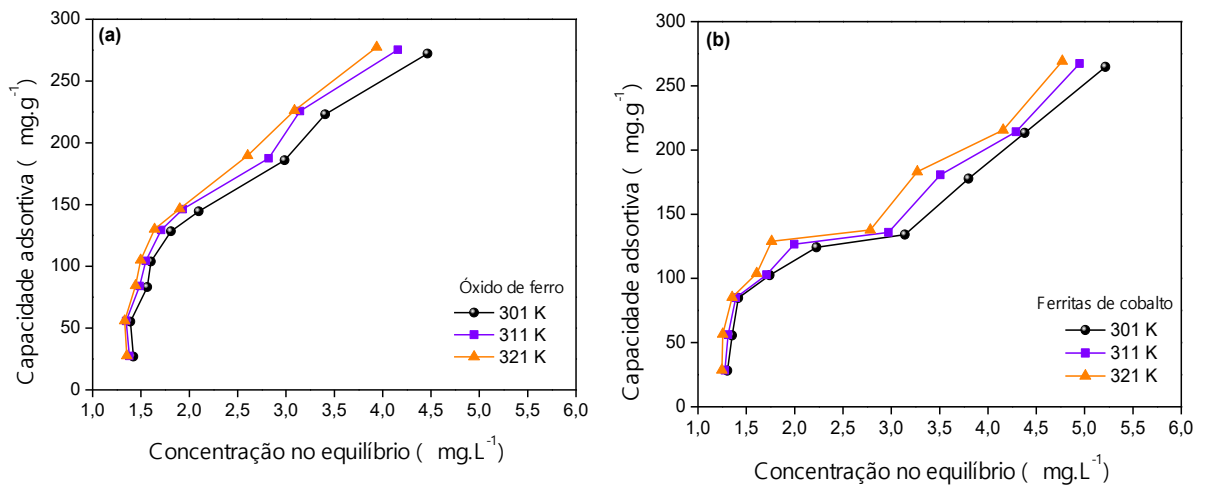 (a)
Capacidade adsortiva ( mg.g⁻¹)
300
250
200
150
100
50
0
Óxido de ferro
301 K
311 K
321 K
1,0 1,5 2,0 2,5 3,0 3,5 4,0 4,5 5,0 5,5 6,0
Concentração no equilíbrio ( mg.L⁻¹)
(b)
Capacidade adsortiva ( mg.g⁻¹)
300
250
200
150
100
50
0
Ferritas de cobalto
301 K
311 K
321 K
1,0 1,5 2,0 2,5 3,0 3,5 4,0 4,5 5,0 5,5 6,0
Concentração no equilíbrio ( mg.L⁻¹)